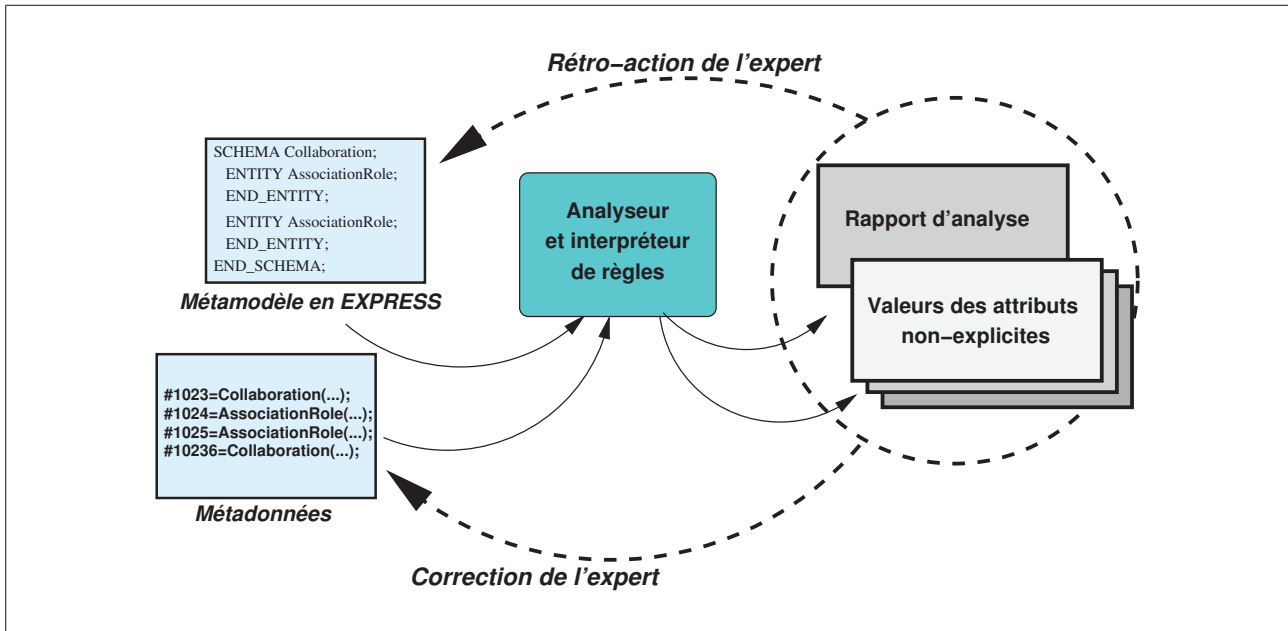 Rétro−action de l'expert
SCHEMA Collaboration;
ENTITY AssociationRole;
END_ENTITY;
ENTITY AssociationRole;
END_ENTITY;
END_SCHEMA;
Métamodèle en EXPRESS
Analyseur
et interpréteur
de règles
Rapport d'analyse
Valeurs des attributs
non−explicites
#1023=Collaboration(...);
#1024=AssociationRole(...);
#1025=AssociationRole(...);
#10236=Collaboration(...);
Métadonnées
Correction de l'expert